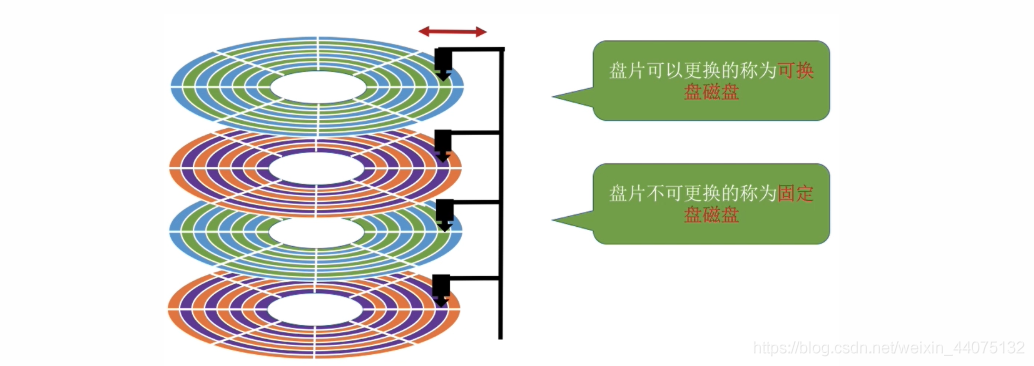 盘片可以更换的称为可换
盘磁盘
盘片不可更换的称为固定
盘磁盘
https://blog.csdn.net/weixin_44075132